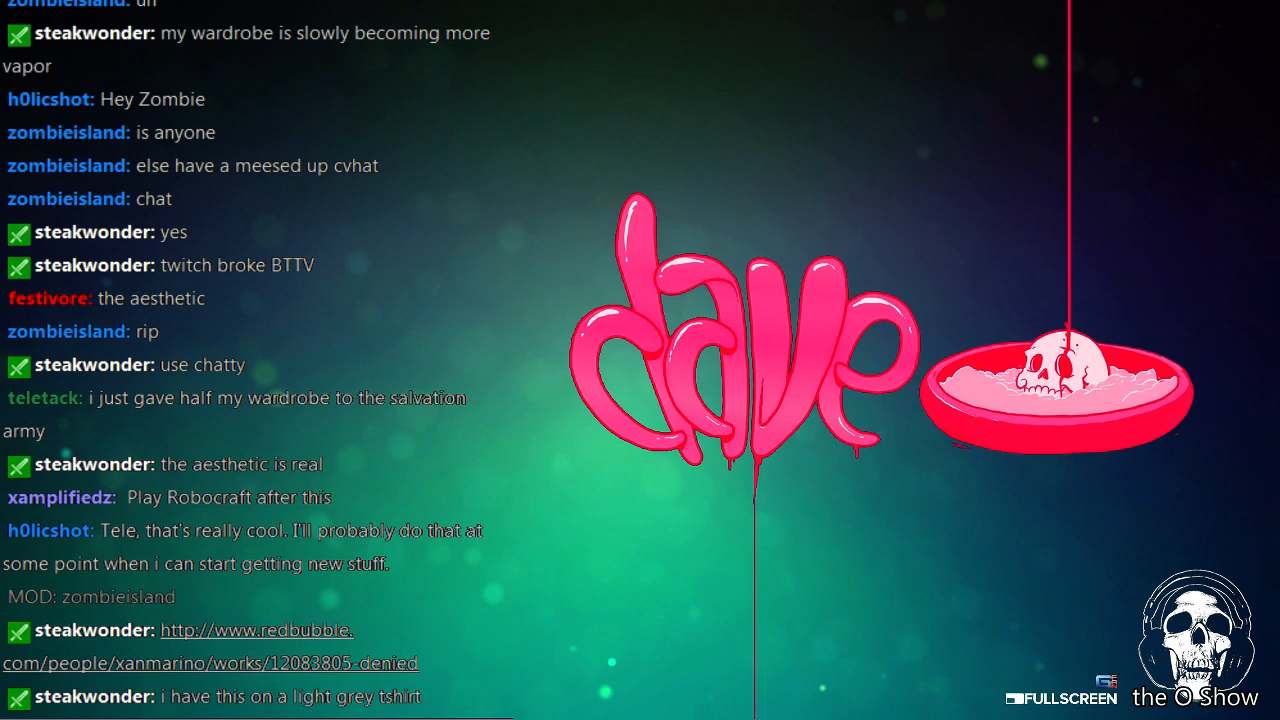 zombieisland: uh
steakwonder: my wardrobe is slowly becoming more
vapor
h0licshot: Hey Zombie
zombieisland: is anyone
zombieisland: else have a meesed up cvhat
zombieisland: chat
steakwonder: yes
steakwonder: twitch broke BTTV
festivore: the aesthetic
zombieisland: rip
steakwonder: use chatty
teletack: i just gave half my wardrobe to the salvation
army
steakwonder: the aesthetic is real
xamplifiedz: Play Robocraft after this
h0licshot: Tele, that's really cool. I'll probably do that at
some point when i can start getting new stuff.
MOD: zombieisland
steakwonder: http://www.redbubble.
com/people/xanmarino/works/12083805-denied
steakwonder: i have this on a light grey tshirt
dave
FULLSCREEN
the O Show